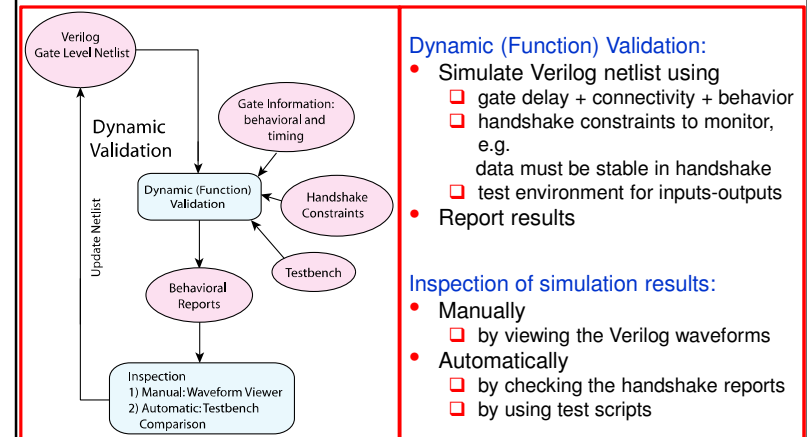 Verilog
Gate Level Netlist
Dynamic
Validation
Gate Information:
behavioral and
timing
Dynamic (Function)
Validation
Handshake
Constraints
Testbench
Update Netlist
Behavioral
Reports
Inspection
1) Manual: Waveform Viewer
2) Automatic: Testbench
Comparison
Dynamic (Function) Validation:
• Simulate Verilog netlist using
❑ gate delay + connectivity + behavior
❑ handshake constraints to monitor,
e.g.
data must be stable in handshake
❑ test environment for inputs-outputs
• Report results
Inspection of simulation results:
• Manually
❑ by viewing the Verilog waveforms
• Automatically
❑ by checking the handshake reports
❑ by using test scripts